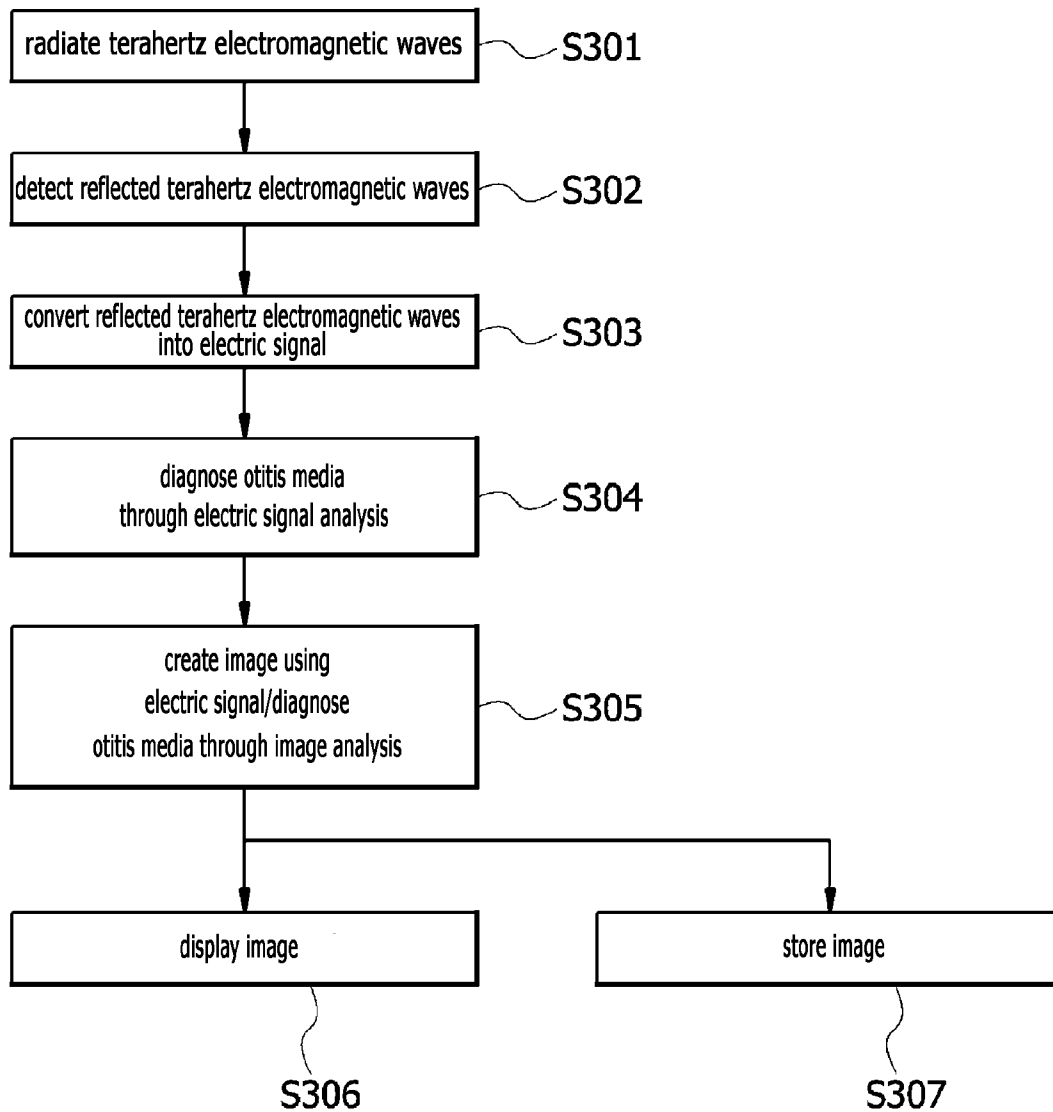 radiate terahertz electromagnetic waves
S301
detect reflected terahertz electromagnetic waves
S302
convert reflected terahertz electromagnetic waves
into electric signal
S303
diagnose otitis media
through electric signal analysis
S304
create image using
electric signal/diagnose
otitis media through image analysis
S305
display image
store image
S306
S307